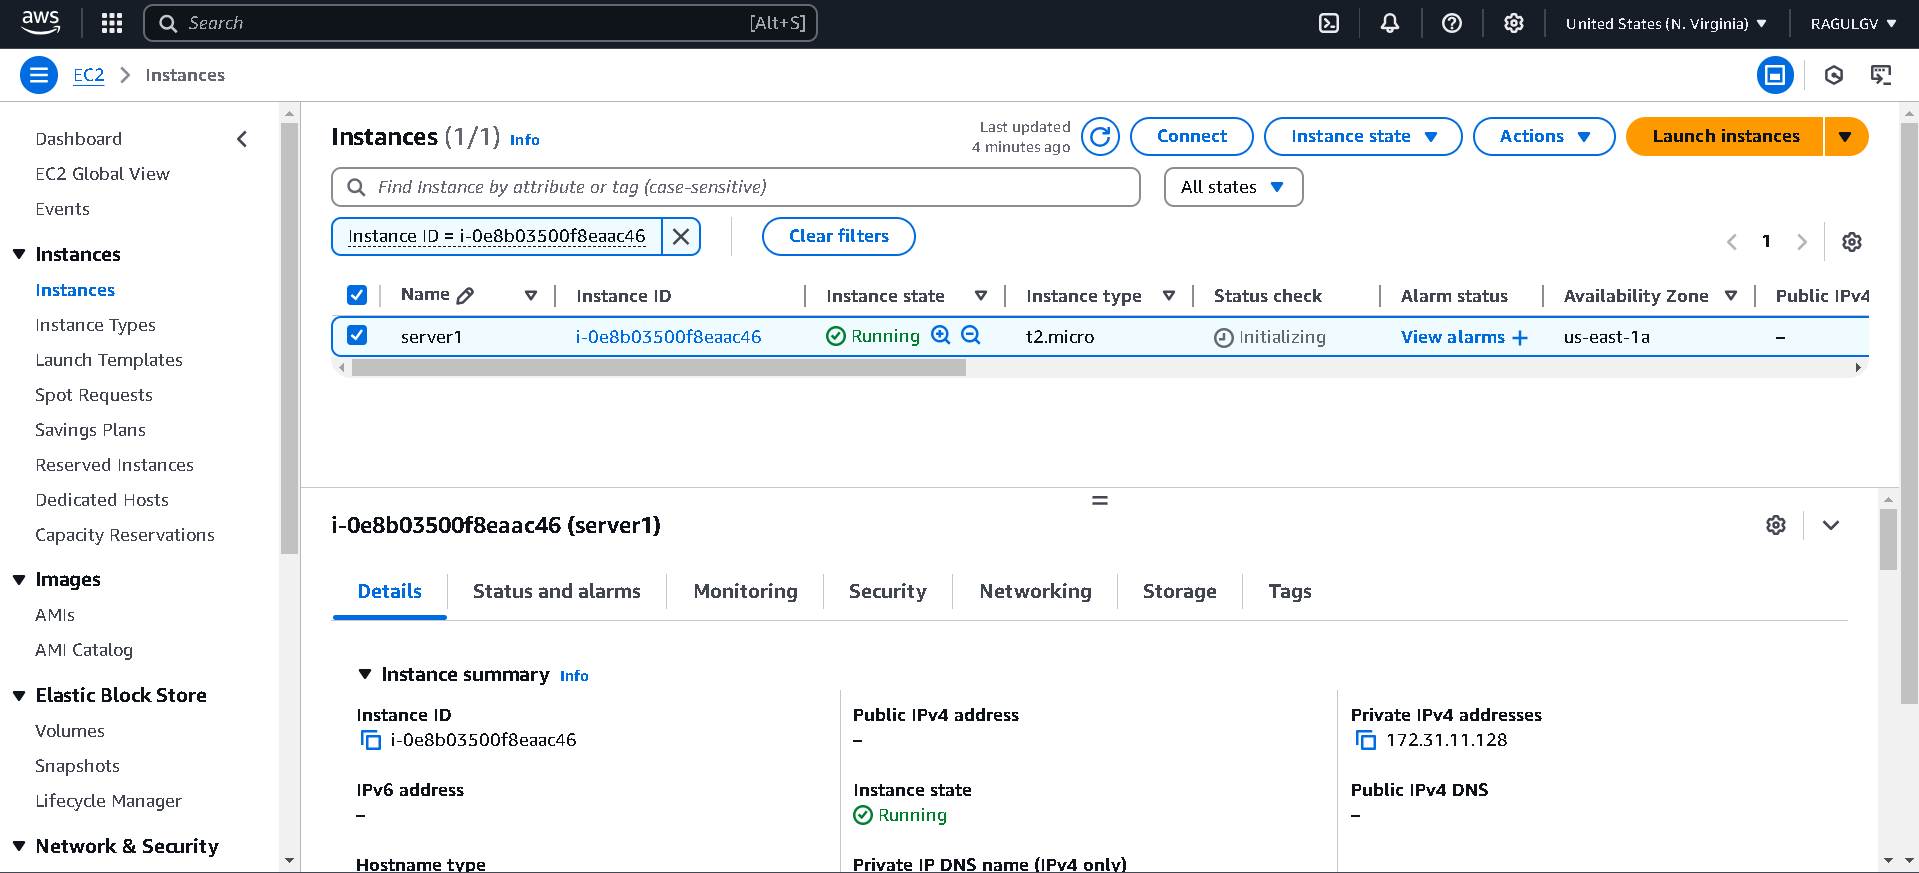 aws
Search [Alt+S]
United States (N. Virginia)
RAGULGV
EC2 > Instances
Dashboard
EC2 Global View
Events
Instances
Instances
Instance Types
Launch Templates
Spot Requests
Savings Plans
Reserved Instances
Dedicated Hosts
Capacity Reservations
Images
AMIs
AMI Catalog
Elastic Block Store
Volumes
Snapshots
Lifecycle Manager
Network & Security
Instances (1/1) Info
Last updated
4 minutes ago
Connect
Instance state
Actions
Launch instances
Find Instance by attribute or tag (case-sensitive)
All states
Instance ID = i-0e8b03500f8eaac46
Clear filters
1
Name Instance ID Instance state Instance type Status check Alarm status Availability Zone Public IPv4
server1 i-0e8b03500f8eaac46 Running t2.micro Initializing View alarms + us-east-1a –
i-0e8b03500f8eaac46 (server1)
Details Status and alarms Monitoring Security Networking Storage Tags
Instance summary Info
Instance ID
i-0e8b03500f8eaac46
Public IPv4 address
–
Private IPv4 addresses
172.31.11.128
IPv6 address
–
Instance state
Running
Public IPv4 DNS
–
Hostname type
Private IP DNS name (IPv4 only)